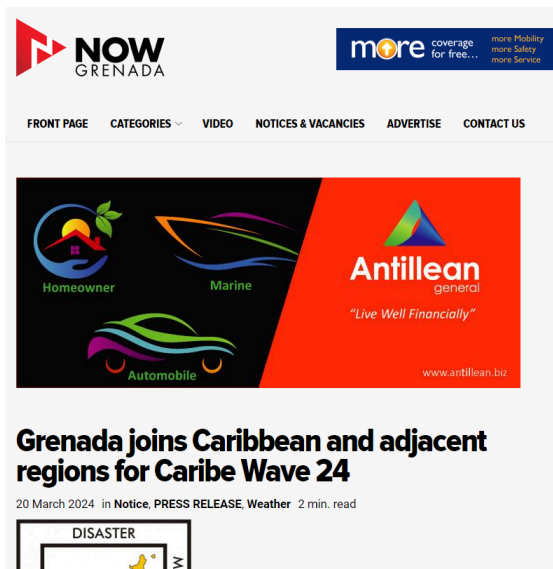 NOW
GRENADA
more coverage for free...
more Mobility
more Safety
more Service
FRONT PAGE CATEGORIES VIDEO NOTICES & VACANCIES ADVERTISE CONTACT US
Homeowner
Marine
Automobile
Antillean
general
“Live Well Financially”
www.antillean.biz
Grenada joins Caribbean and adjacent
regions for Caribe Wave 24
20 March 2024 in Notice, PRESS RELEASE, Weather 2 min. read
DISASTER